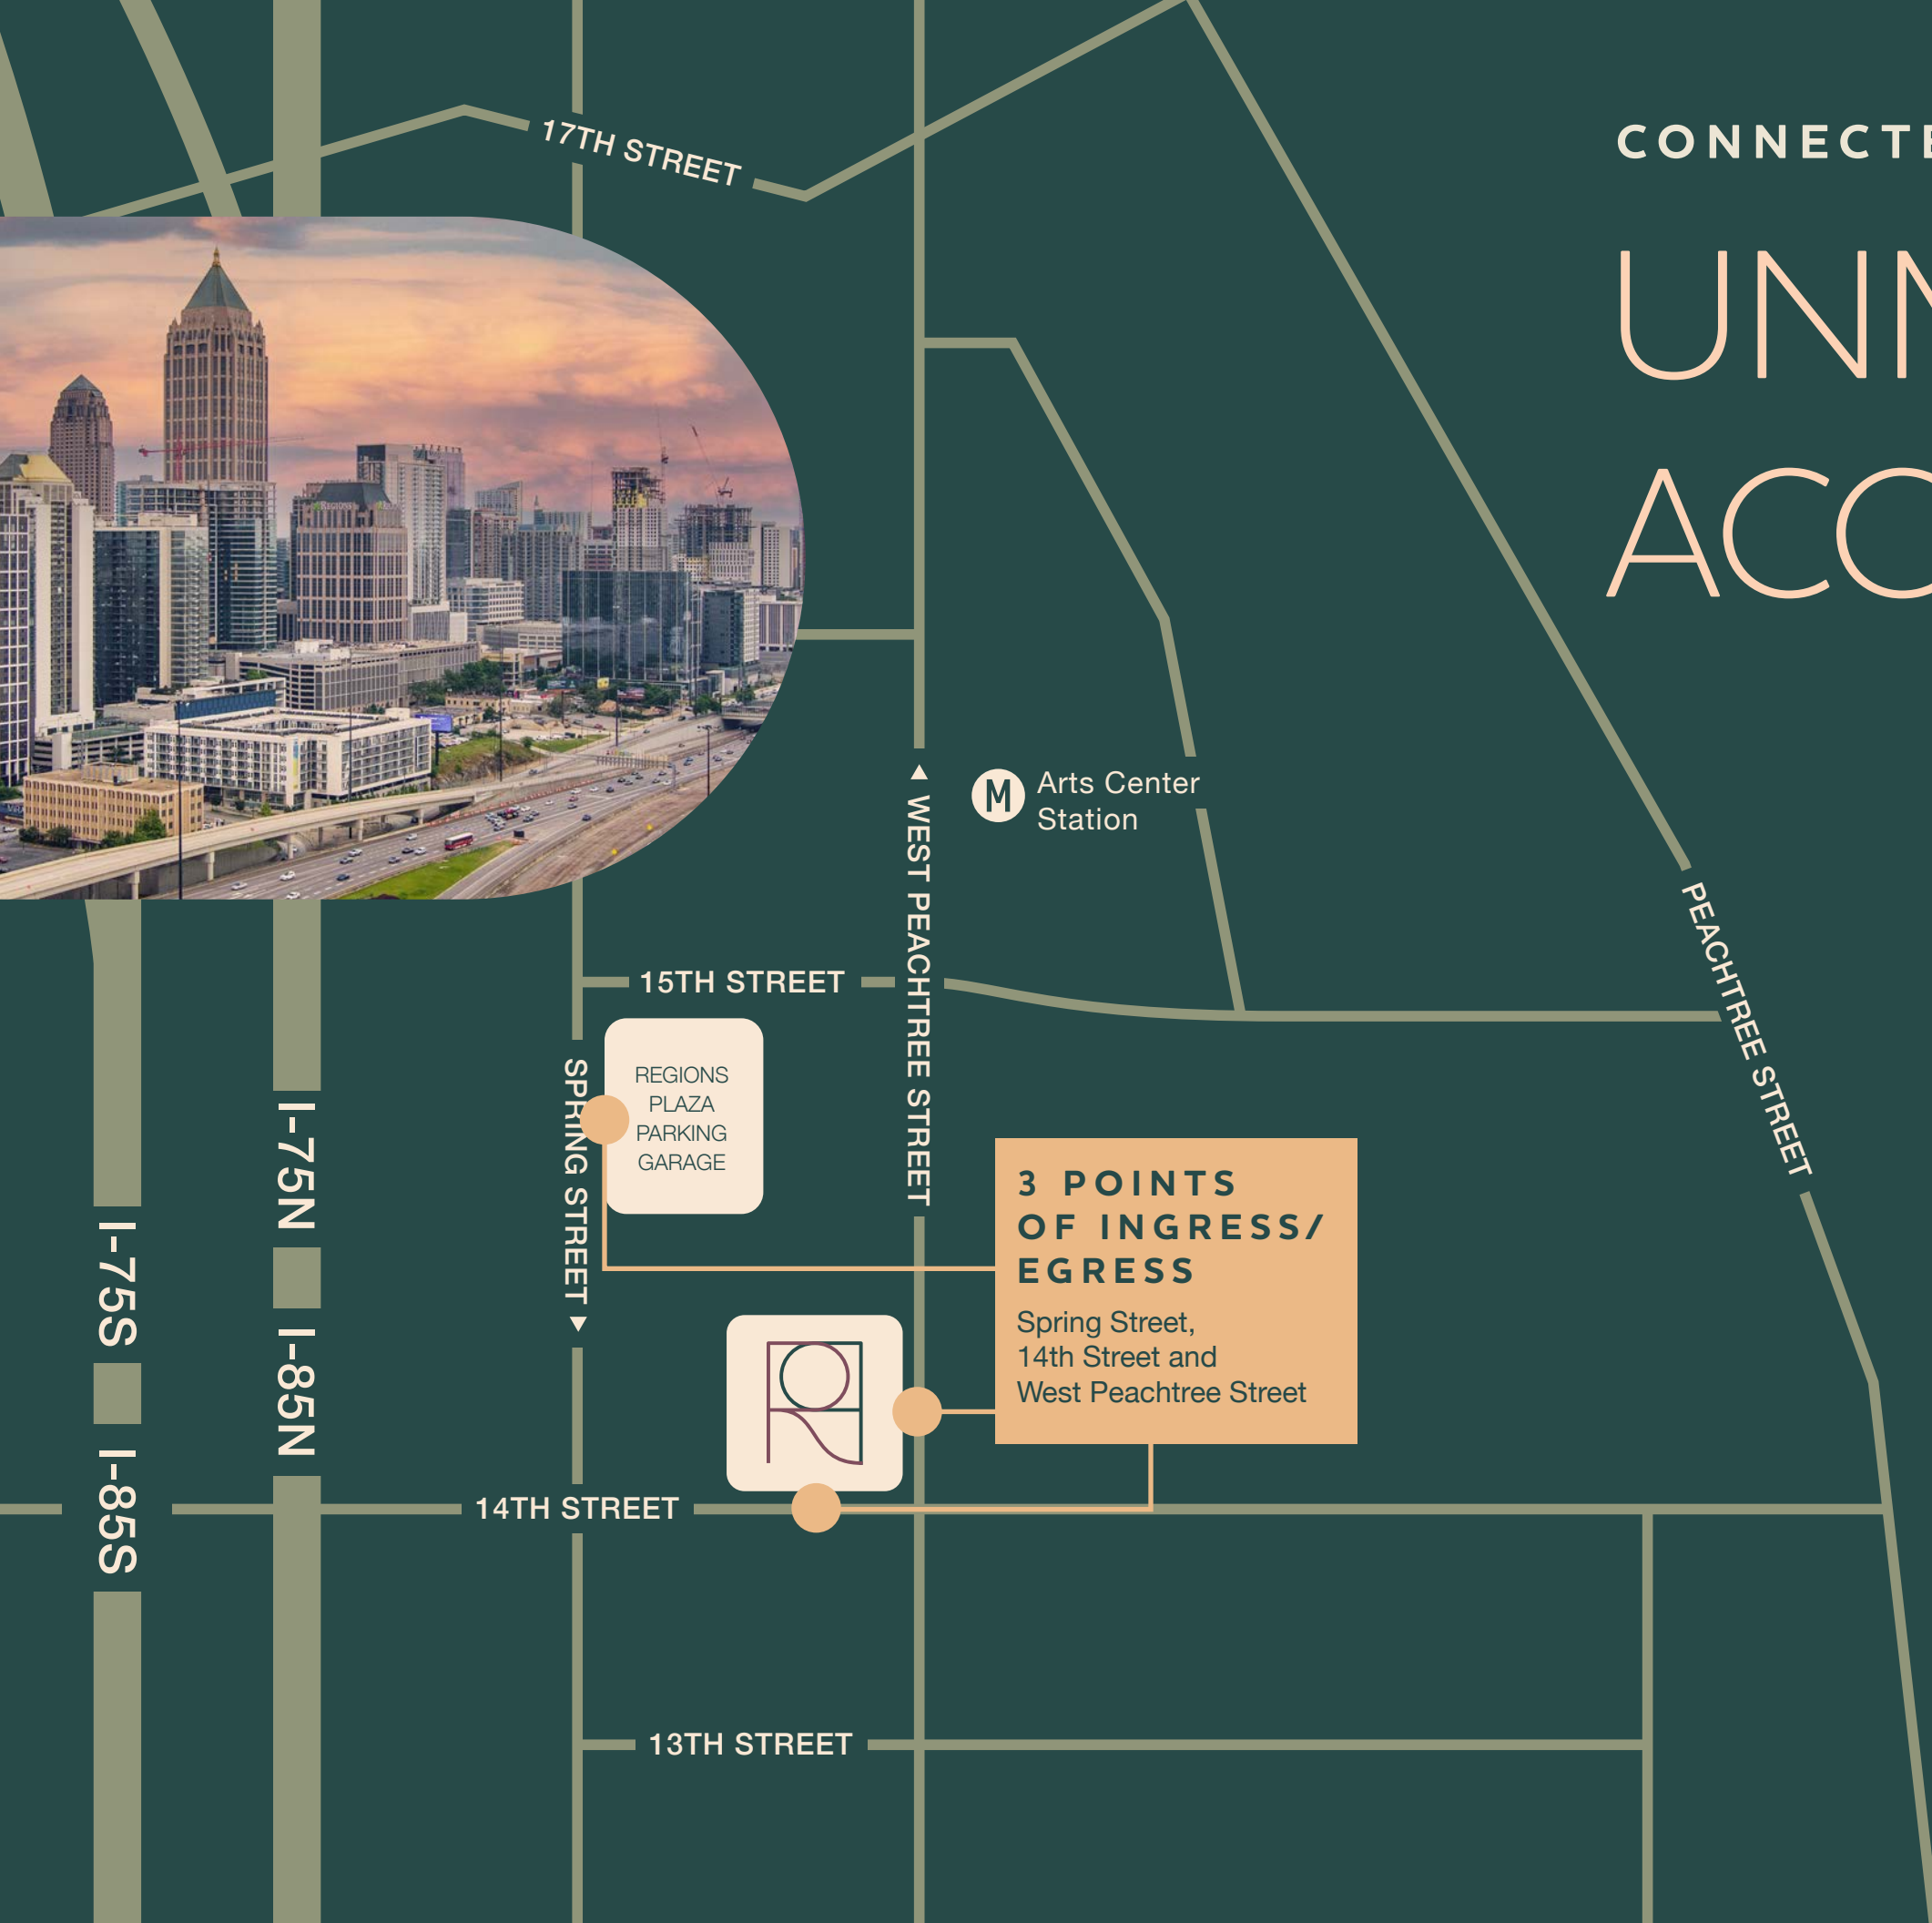 17TH STREET
CONNECTE
UNM
ACC
REGIONS
M
Arts Center
Station
▲ WEST PEACHTREE STREET
PEACHTREE STREET
15TH STREET
SPRING STREET ▼
REGIONS
PLAZA
PARKING
GARAGE
I-75N
I-85N
I-75S
I-85S
3 POINTS
OF INGRESS/
EGRESS
Spring Street,
14th Street and
West Peachtree Street
14TH STREET
13TH STREET